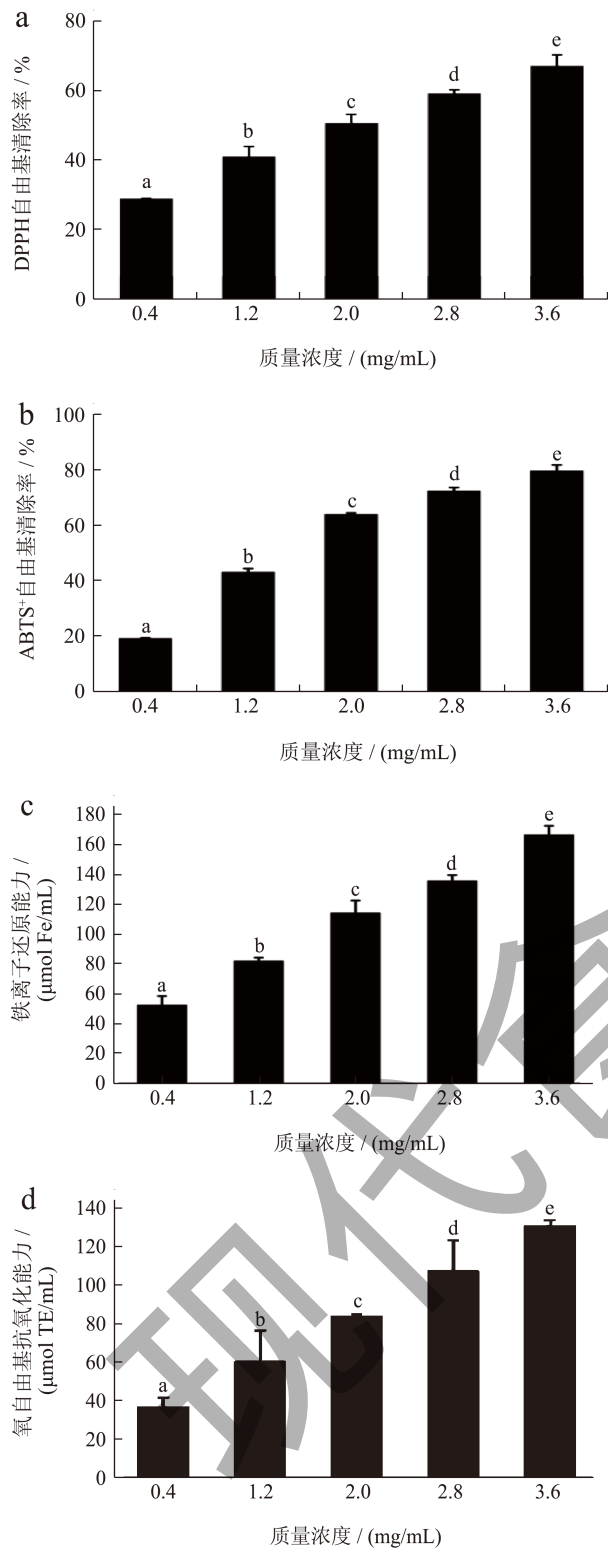 a
DPPH自由基清除率 / %
80
60
40
20
0
a
b
c
d
e
0.4 1.2 2.0 2.8 3.6
质量浓度 / (mg/mL)
b
ABTS⁺自由基清除率 / %
100
80
60
40
20
0
a
b
c
d
e
0.4 1.2 2.0 2.8 3.6
质量浓度 / (mg/mL)
c
铁离子还原能力 /
(μmol Fe/mL)
180
160
140
120
100
80
60
40
20
0
a
b
c
d
e
0.4 1.2 2.0 2.8 3.6
质量浓度 / (mg/mL)
d
氧自由基抗氧化能力 /
(μmol TE/mL)
140
120
100
80
60
40
20
0
a
b
c
d
e
0.4 1.2 2.0 2.8 3.6
质量浓度 / (mg/mL)
现代食